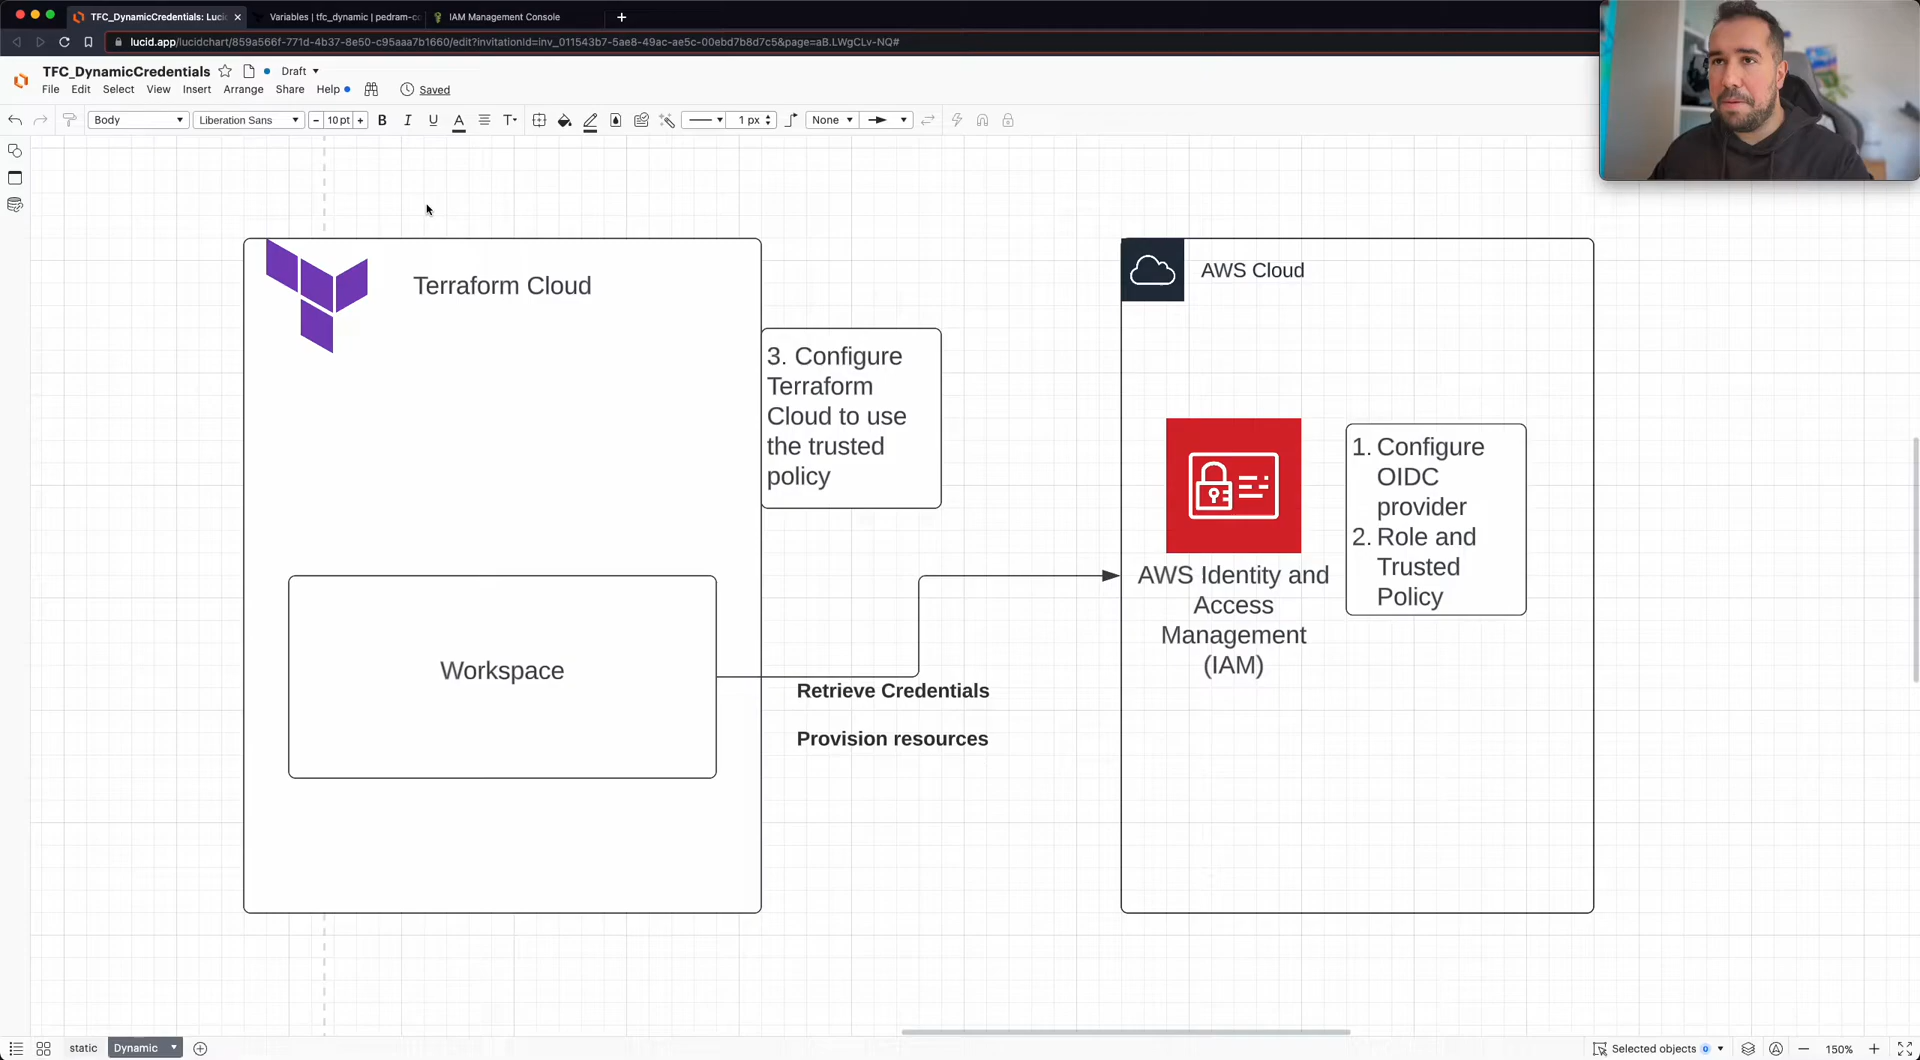 TFC_DynamicCredentials: Luci
Variables | tfc_dynamic | pedram-co
IAM Management Console
lucid.app/lucidchart/859a566f-771d-4b37-8e50-c95aaa7b1660/edit?invitationId=inv_011543b7-5ae8-49ac-ae5c-00ebd7b8d7c5&page=aB.LWgCLv-NQ#
TFC_DynamicCredentials
Draft
File Edit Select View Insert Arrange Share Help
Saved
Body
Liberation Sans
10 pt
B I U A T
1 px
None
Terraform Cloud
3. Configure
Terraform
Cloud to use
the trusted
policy
Workspace
Retrieve Credentials
Provision resources
AWS Cloud
AWS Identity and
Access
Management
(IAM)
1. Configure
OIDC
provider
2. Role and
Trusted
Policy
static
Dynamic
Selected objects 0
150%